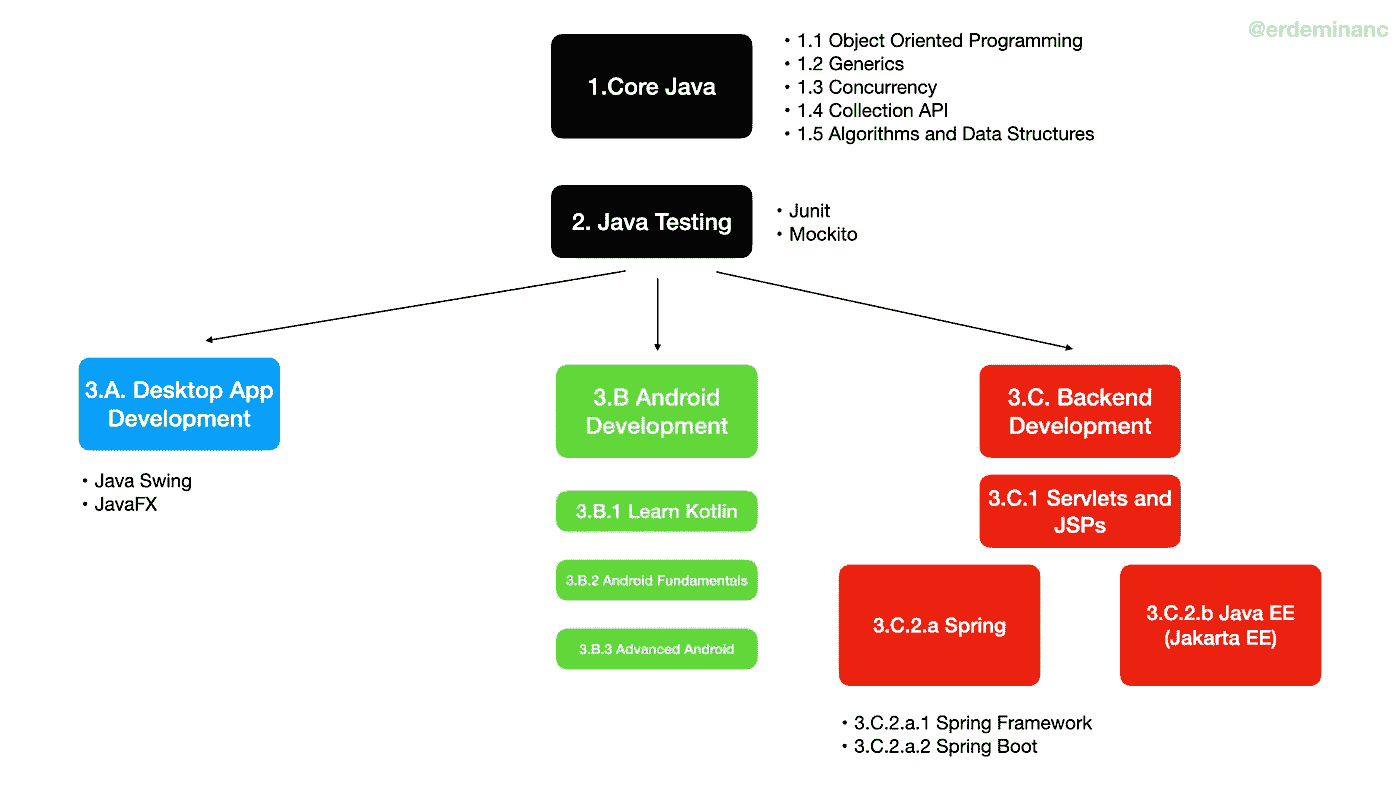 @erdeminanc
1.Core Java
• 1.1 Object Oriented Programming
• 1.2 Generics
• 1.3 Concurrency
• 1.4 Collection API
• 1.5 Algorithms and Data Structures
2. Java Testing
• Junit
• Mockito
3.A. Desktop App
Development
• Java Swing
• JavaFX
3.B Android
Development
3.B.1 Learn Kotlin
3.B.2 Android Fundamentals
3.B.3 Advanced Android
3.C. Backend
Development
3.C.1 Servlets and
JSPs
3.C.2.a Spring
• 3.C.2.a.1 Spring Framework
• 3.C.2.a.2 Spring Boot
3.C.2.b Java EE
(Jakarta EE)